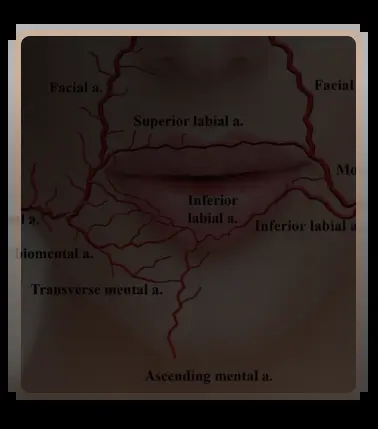 Facial a.
Facial
Superior labial a.
Mo
Inferior
labial a.
l a.
Inferior labial a
biomental a.
Transverse mental a.
Ascending mental a.